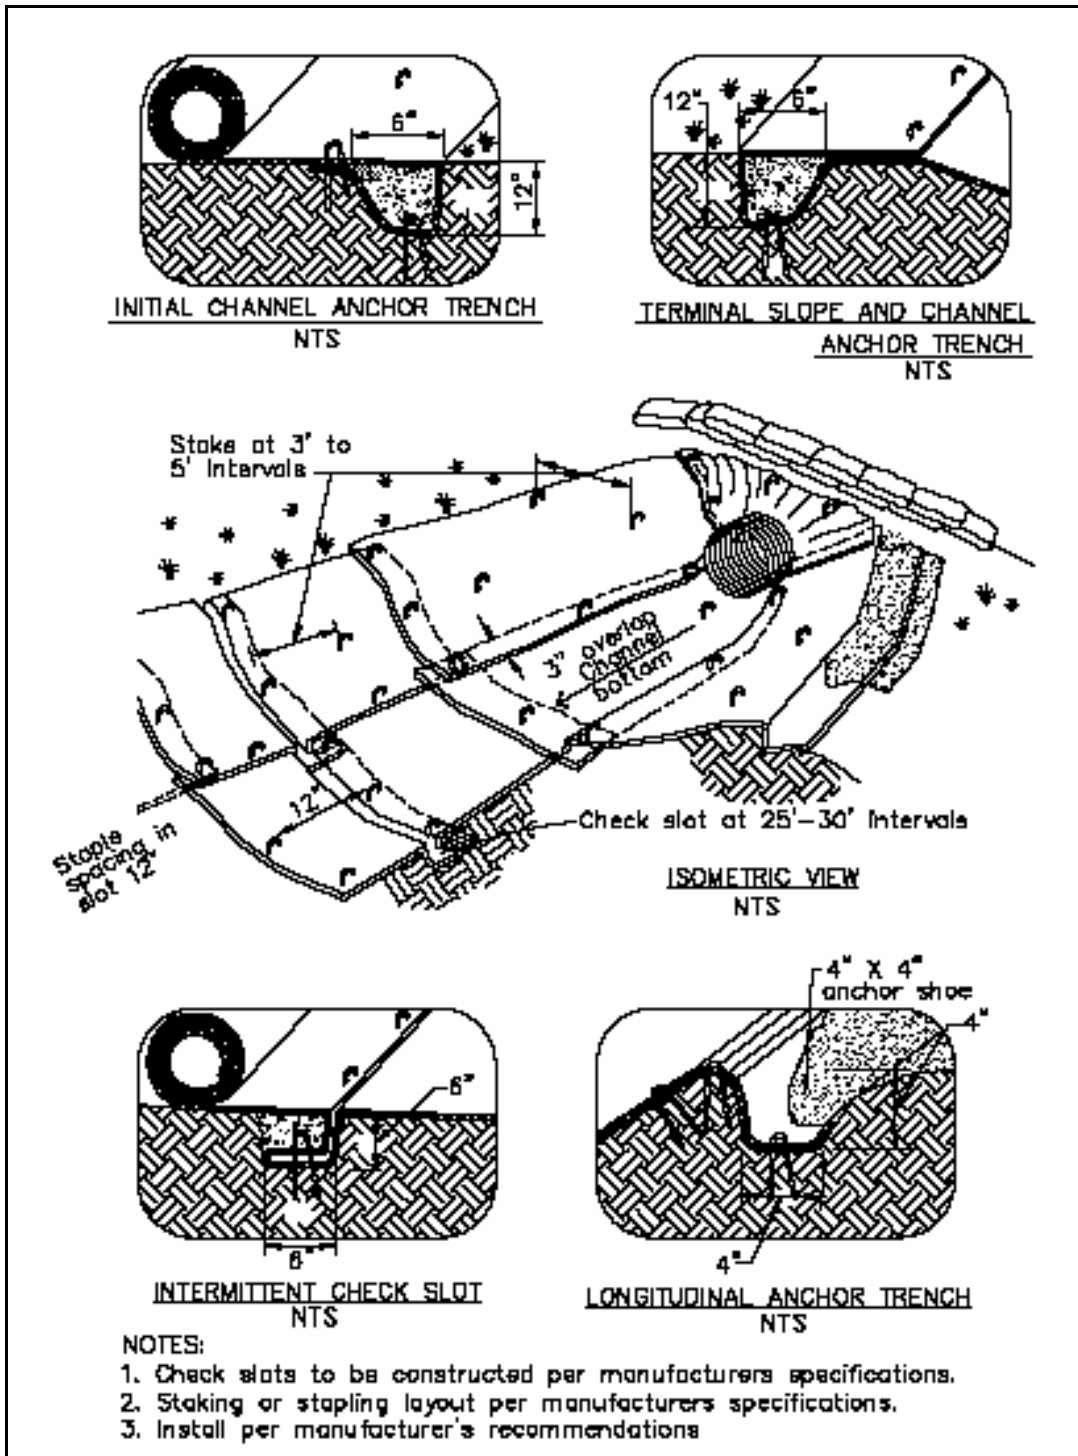 6"
12"
INITIAL CHANNEL ANCHOR TRENCH
NTS
12"
6"
TERMINAL SLOPE AND CHANNEL
ANCHOR TRENCH
NTS
Stake at 3' to
5' Intervals
3" overlap
Channel
bottom
12"
Staple
spacing in
slot 12"
Check slot at 25'-30' Intervals
ISOMETRIC VIEW
NTS
6"
6"
INTERMITTENT CHECK SLOT
NTS
4" X 4"
anchor shoe
4"
4"
LONGITUDINAL ANCHOR TRENCH
NTS
NOTES:
1. Check slots to be constructed per manufacturers specifications.
2. Staking or stapling layout per manufacturers specifications.
3. Install per manufacturer's recommendations